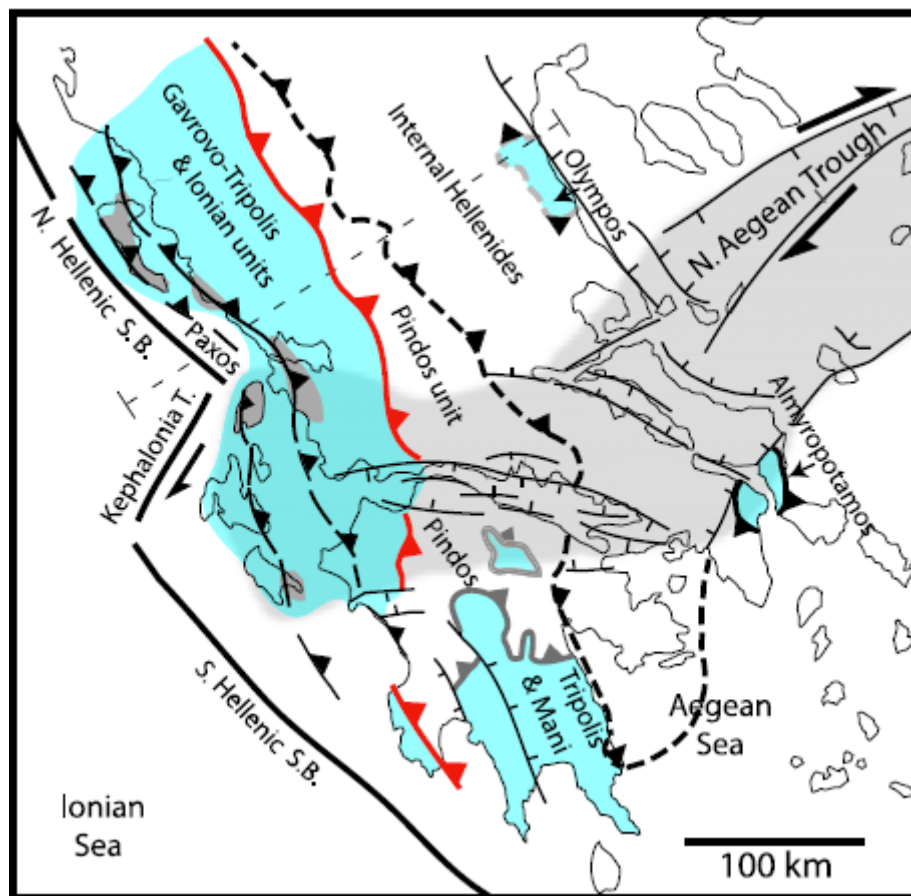 Gavrovo-Tripolis
& Ionian units
Internal Hellenides
Olympos
N. Aegean Trough
N. Hellenic S.B.
Paxos
Pindos unit
Kephalonia T.
Almyropotamos
Pindos
Tripolis
& Mani
S. Hellenic S.B.
Aegean
Sea
Ionian
Sea
100 km